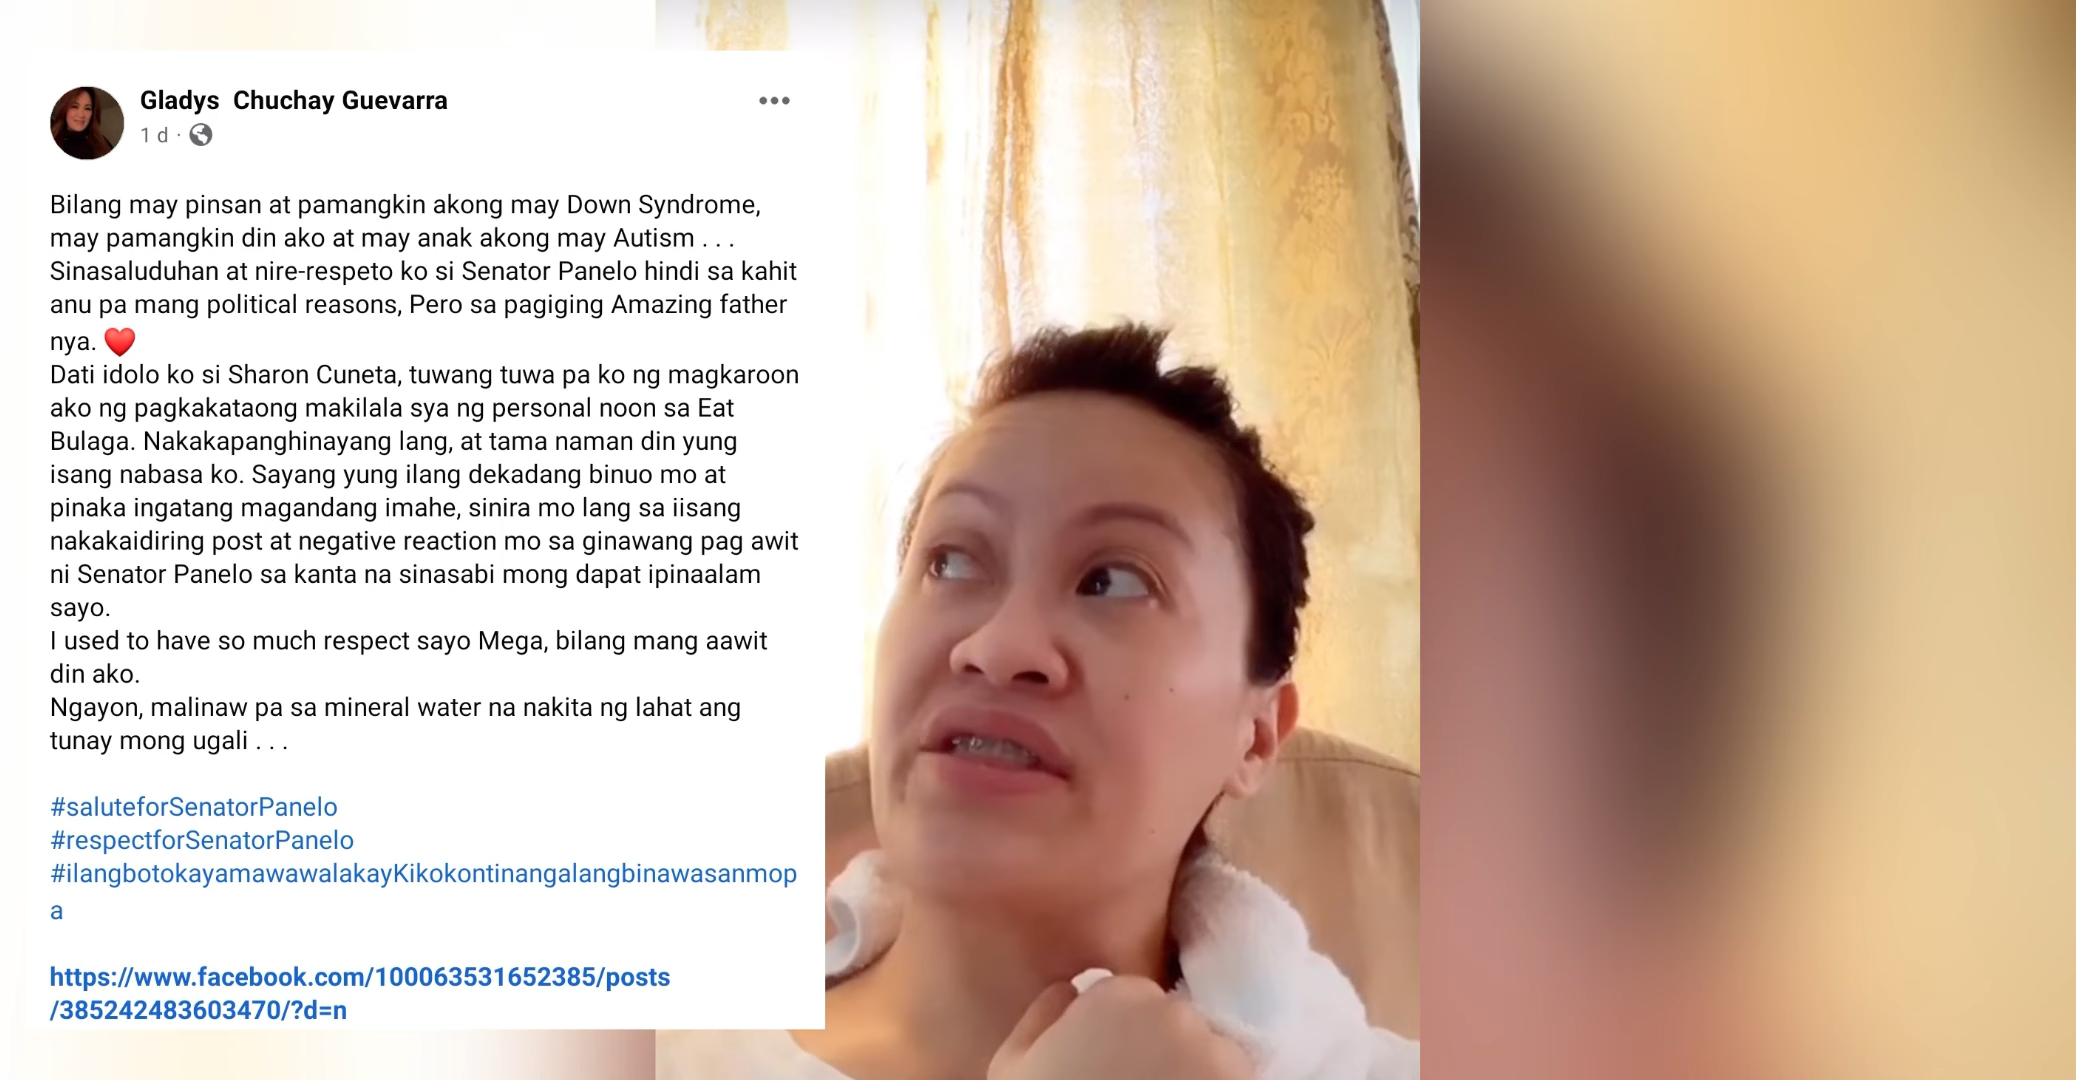 Gladys  Chuchay Guevarra
1 d ·
Bilang may pinsan at pamangkin akong may Down Syndrome,
may pamangkin din ako at may anak akong may Autism . . .
Sinasaluduhan at nire-respeto ko si Senator Panelo hindi sa kahit
anu pa mang political reasons, Pero sa pagiging Amazing father
nya. ❤️
Dati idolo ko si Sharon Cuneta, tuwang tuwa pa ko ng magkaroon
ako ng pagkakataong makilala sya ng personal noon sa Eat
Bulaga. Nakakapanghinayang lang, at tama naman din yung
isang nabasa ko. Sayang yung ilang dekadang binuo mo at
pinaka ingatang magandang imahe, sinira mo lang sa iisang
nakakaidiring post at negative reaction mo sa ginawang pag awit
ni Senator Panelo sa kanta na sinasabi mong dapat ipinaalam
sayo.
I used to have so much respect sayo Mega, bilang mang aawit
din ako.
Ngayon, malinaw pa sa mineral water na nakita ng lahat ang
tunay mong ugali . . .
#saluteforSenatorPanelo
#respectforSenatorPanelo
#ilangbotokayamawawalakayKikokontinangalangbinawasanmop
a
https://www.facebook.com/100063531652385/posts
/385242483603470/?d=n